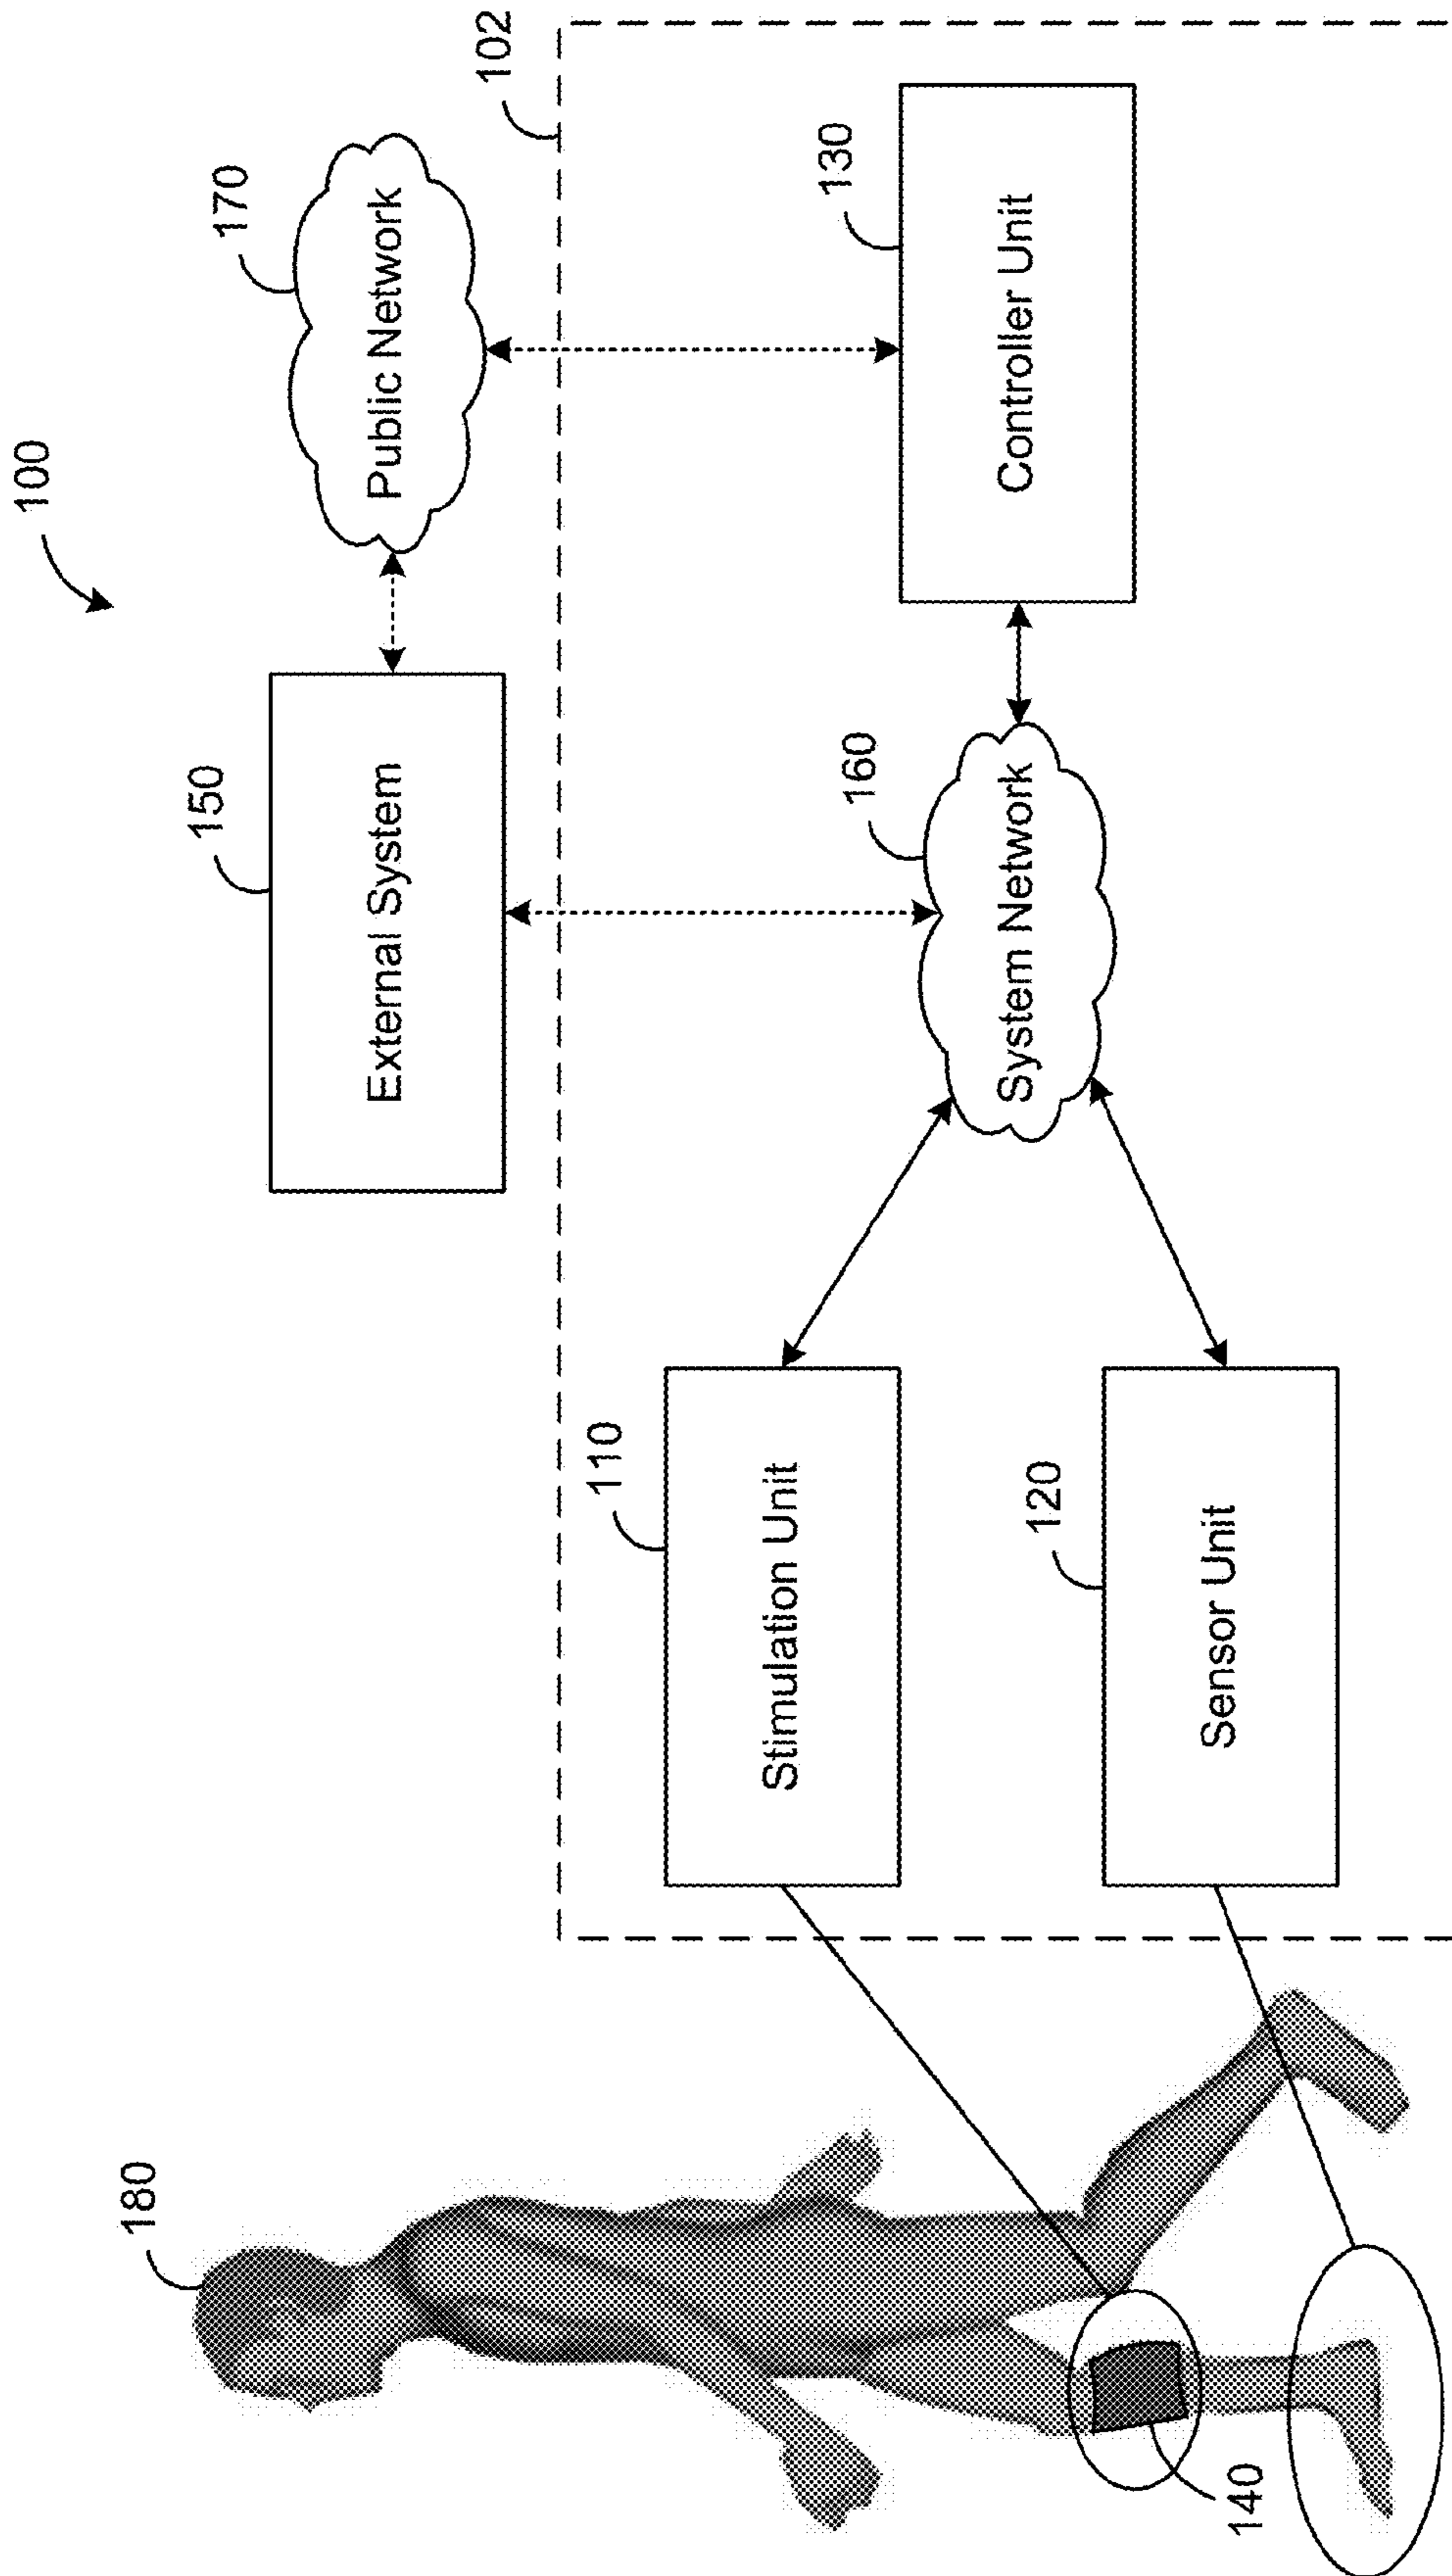 100
180
150
External System
170
Public Network
102
110
Stimulation Unit
160
System Network
130
Controller Unit
120
Sensor Unit
140